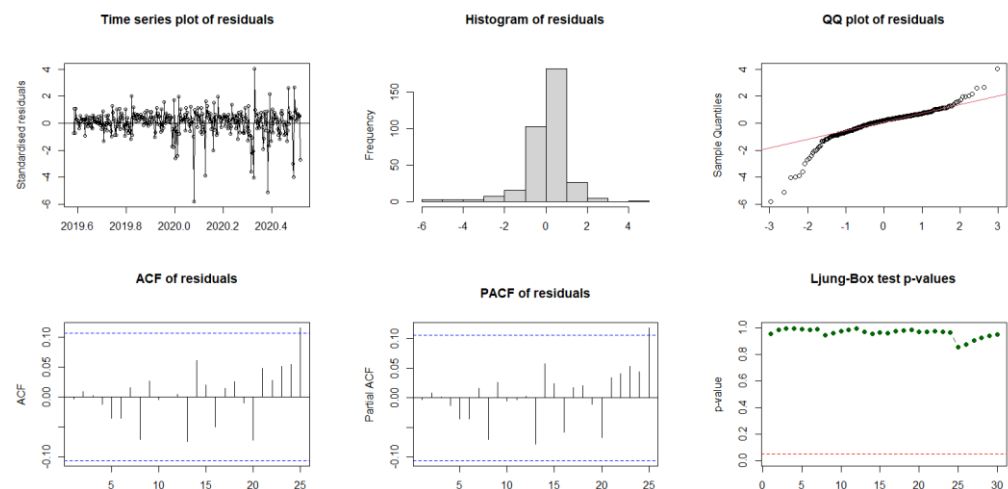 Time series plot of residuals
Standardised residuals
4
2
0
-2
-4
-6
2019.6 2019.8 2020.0 2020.2 2020.4
Histogram of residuals
Frequency
150
100
50
0
-6 -4 -2 0 2 4
QQ plot of residuals
Sample Quantiles
4
2
0
-2
-4
-6
-3 -2 -1 0 1 2 3
ACF of residuals
ACF
0.10
0.05
0.00
-0.10
5 10 15 20 25
PACF of residuals
Partial ACF
0.10
0.05
0.00
-0.10
5 10 15 20 25
Ljung-Box test p-values
p-value
1.0
0.8
0.6
0.4
0.2
0.0
0 5 10 15 20 25 30